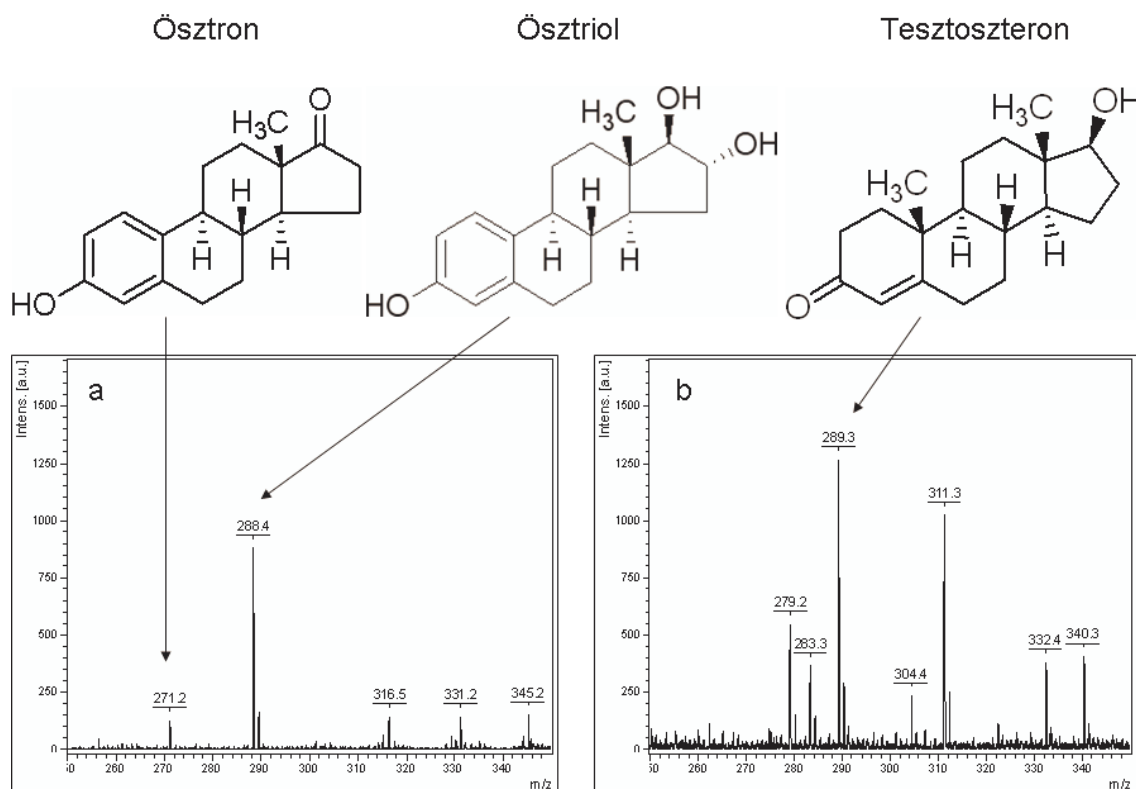 Ösztron
Ösztriol
Tesztoszteron
O
H₃C
H
H
H
HO
OH
H₃C
OH
H
H
H
HO
OH
H₃C
H₃C
H
H
H
O
Intens. [a.u.]
a
1500
1250
1000
750
500
250
0
271.2
288.4
316.5
331.2
345.2
260 270 280 290 300 310 320 330 340
m/z
Intens. [a.u.]
b
1500
1250
1000
750
500
250
0
279.2
283.3
289.3
304.4
311.3
332.4
340.3
260 270 280 290 300 310 320 330 340
m/z